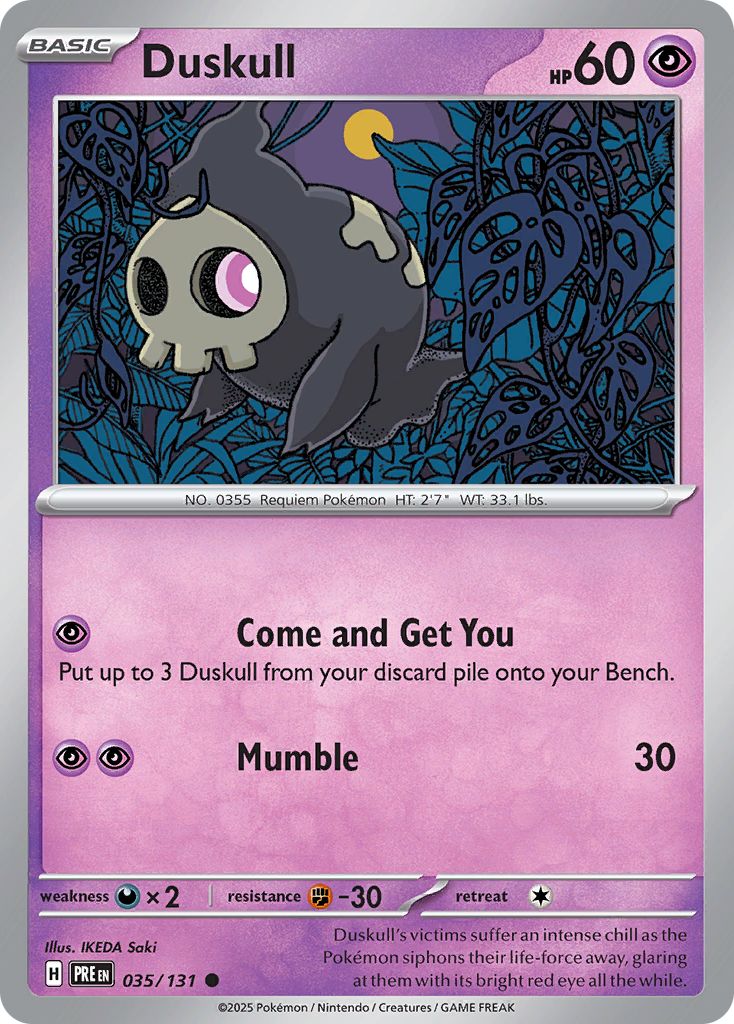 BASIC
Duskull
HP 60
NO. 0355 Requiem Pokémon HT: 2'7" WT: 33.1 lbs.
Come and Get You
Put up to 3 Duskull from your discard pile onto your Bench.
Mumble 30
weakness ×2 resistance -30 retreat
Illus. IKEDA Saki
Duskull's victims suffer an intense chill as the
Pokémon siphons their life-force away, glaring
at them with its bright red eye all the while.
H PRE EN 035/131
©2025 Pokémon / Nintendo / Creatures / GAME FREAK